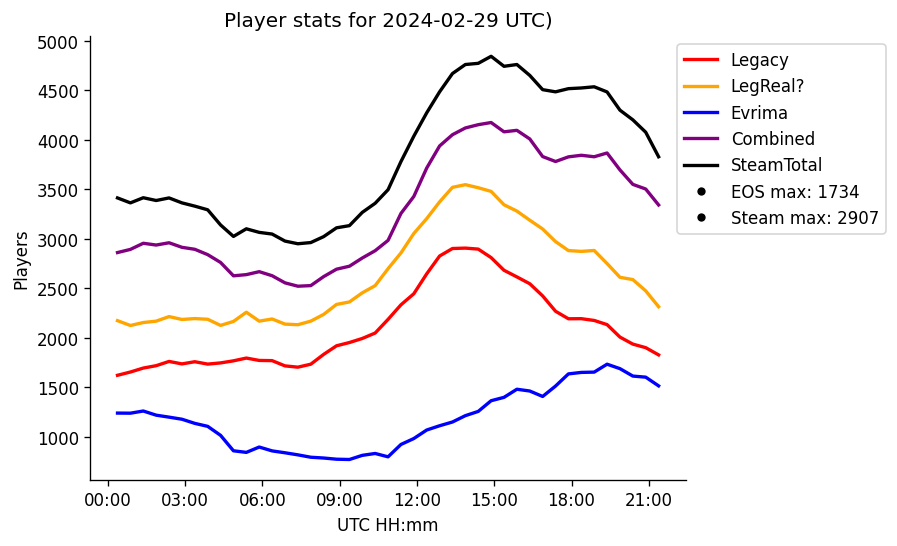 Player stats for 2024-02-29 UTC)
Players
5000
4500
4000
3500
3000
2500
2000
1500
1000
00:00 03:00 06:00 09:00 12:00 15:00 18:00 21:00
UTC HH:mm
Legacy
LegReal?
Evrima
Combined
SteamTotal
EOS max: 1734
Steam max: 2907